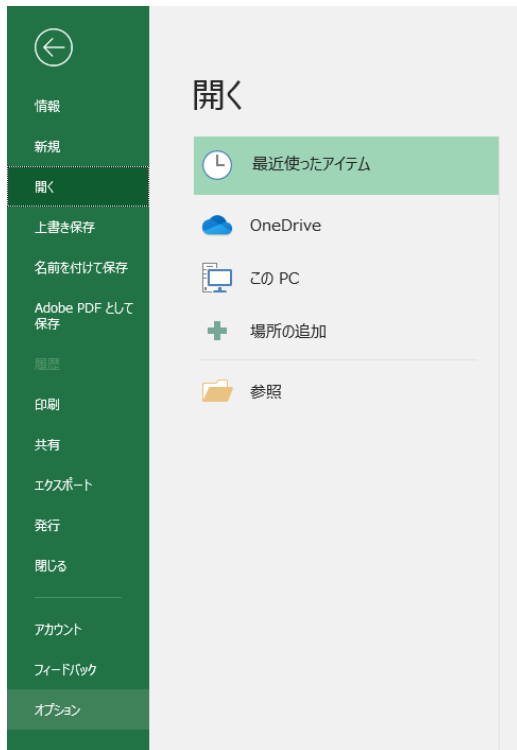 情報
新規
開く
上書き保存
名前を付けて保存
Adobe PDF として
保存
履歴
印刷
共有
エクスポート
発行
閉じる
アカウント
フィードバック
オプション
開く
最近使ったアイテム
OneDrive
この PC
場所の追加
参照